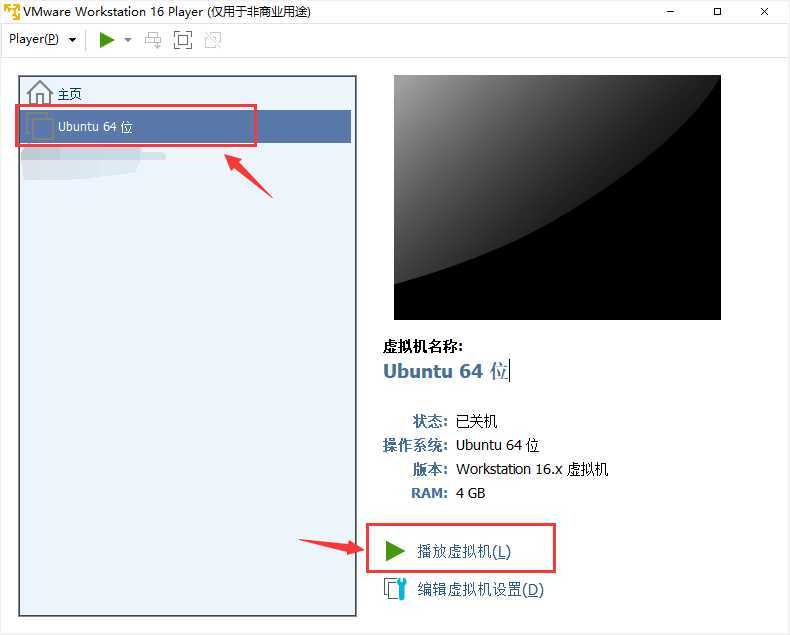 VMware Workstation 16 Player (仅用于非商业用途)
Player(P)
主页
Ubuntu 64 位
虚拟机名称:
Ubuntu 64 位
状态: 已关机
操作系统: Ubuntu 64 位
版本: Workstation 16.x 虚拟机
RAM: 4 GB
播放虚拟机(L)
编辑虚拟机设置(D)